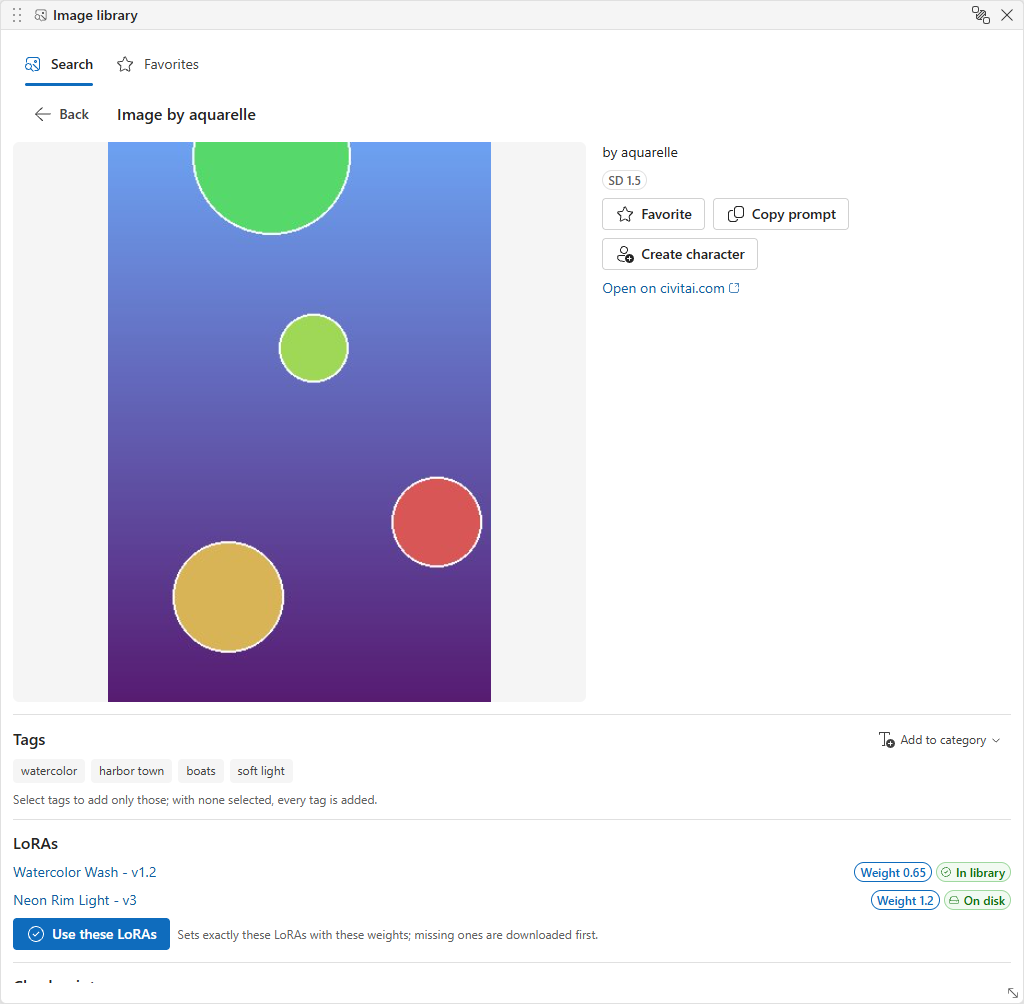 Image library
Search
Favorites
Back
Image by aquarelle
by aquarelle
SD 1.5
Favorite
Copy prompt
Create character
Open on civitai.com
Tags
Add to category
watercolor
harbor town
boats
soft light
Select tags to add only those; with none selected, every tag is added.
LoRAs
Watercolor Wash - v1.2
Weight 0.65
In library
Neon Rim Light - v3
Weight 1.2
On disk
Use these LoRAs
Sets exactly these LoRAs with these weights; missing ones are downloaded first.